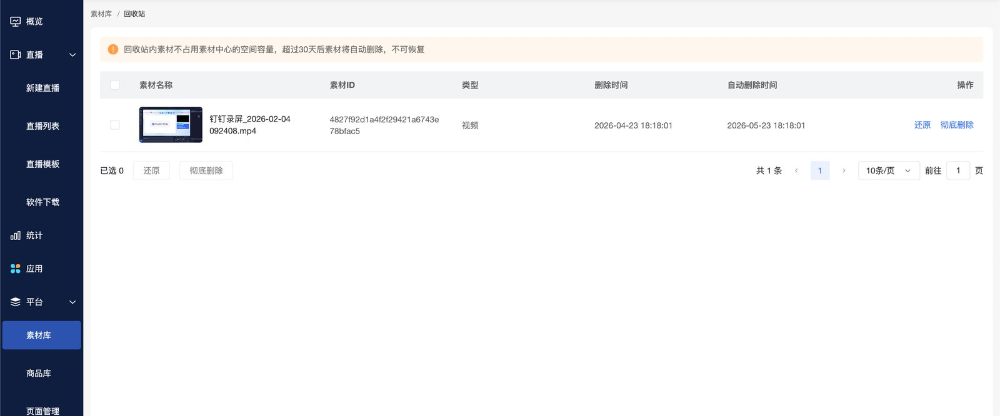 概览
直播
新建直播
直播列表
直播模板
软件下载
统计
应用
平台
素材库
商品库
页面管理
素材库 / 回收站
回收站内素材不占用素材中心的空间容量，超过30天后素材将自动删除，不可恢复
素材名称 素材ID 类型 删除时间 自动删除时间 操作
钉钉录屏_2026-02-04
092408.mp4
4827f92d1a4f2f29421a6743e
78bfac5
视频
2026-04-23 18:18:01
2026-05-23 18:18:01
还原 彻底删除
已选 0 还原 彻底删除
共 1 条 1 10条/页 前往 1 页